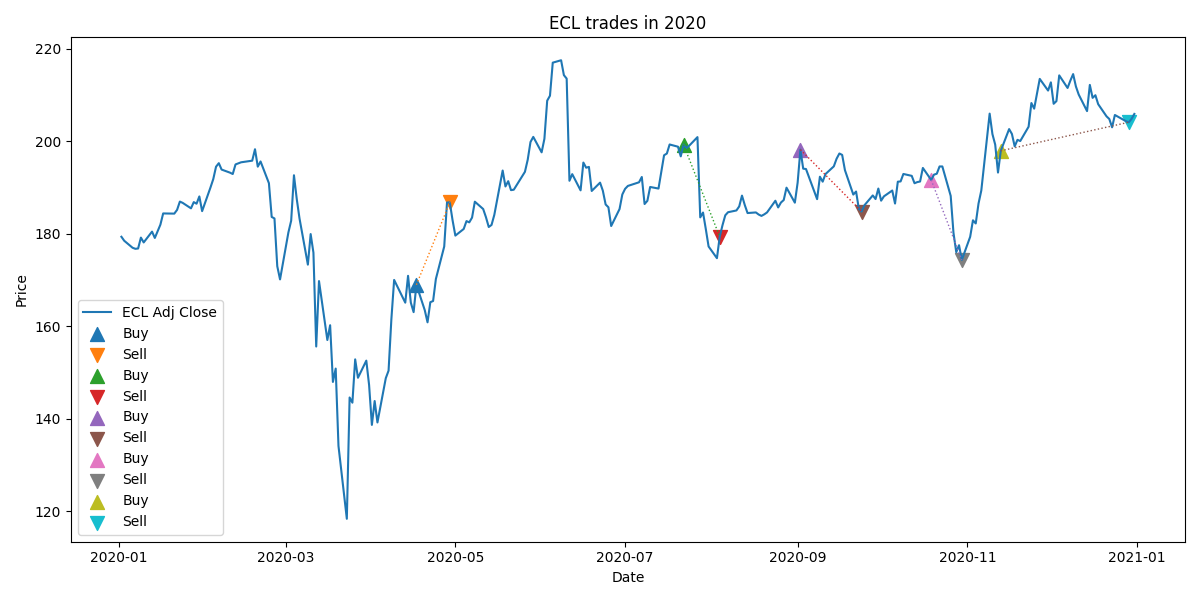 ECL trades in 2020
220
200
180
160
140
120
Price
ECL Adj Close
Buy
Sell
Buy
Sell
Buy
Sell
Buy
Sell
Buy
Sell
2020-01
2020-03
2020-05
2020-07
2020-09
2020-11
2021-01
Date